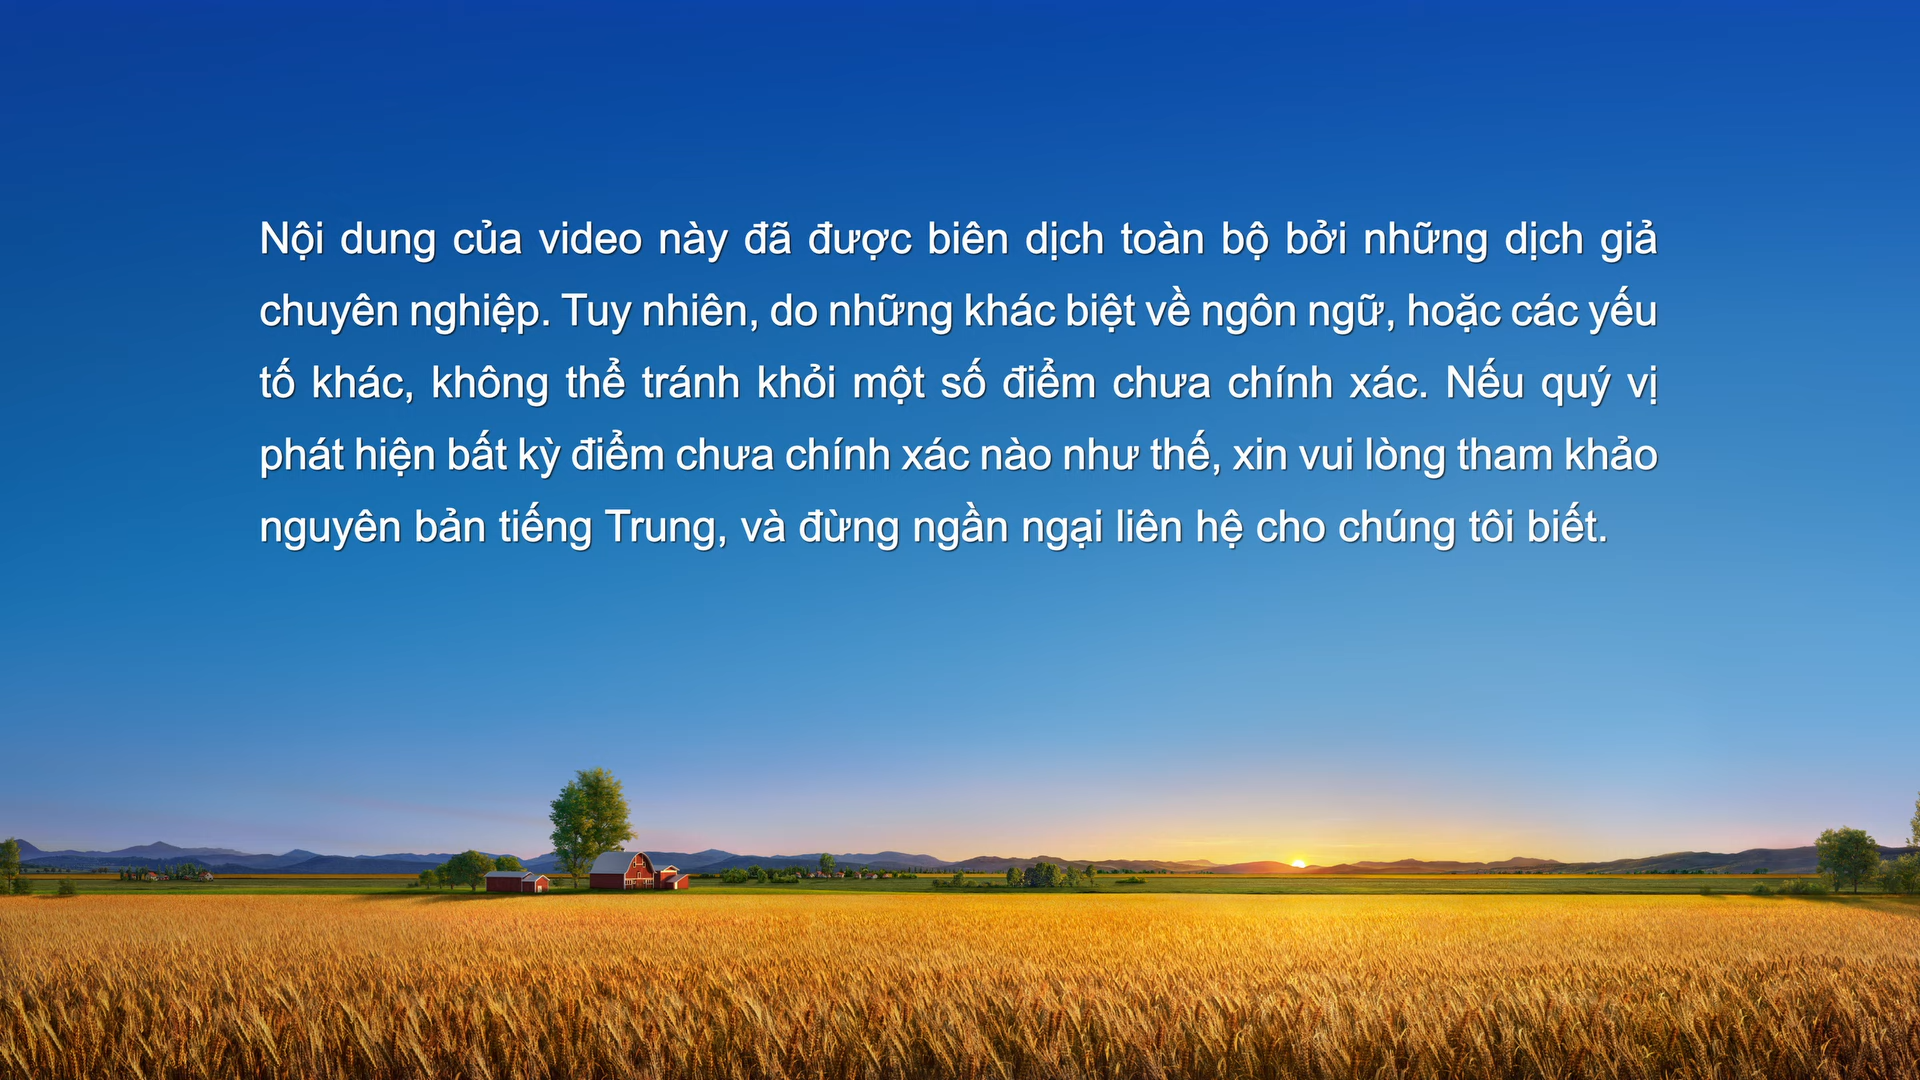 Nội dung của video này đã được biên dịch toàn bộ bởi những dịch giả
chuyên nghiệp. Tuy nhiên, do những khác biệt về ngôn ngữ, hoặc các yếu
tố khác, không thể tránh khỏi một số điểm chưa chính xác. Nếu quý vị
phát hiện bất kỳ điểm chưa chính xác nào như thế, xin vui lòng tham khảo
nguyên bản tiếng Trung, và đừng ngần ngại liên hệ cho chúng tôi biết.